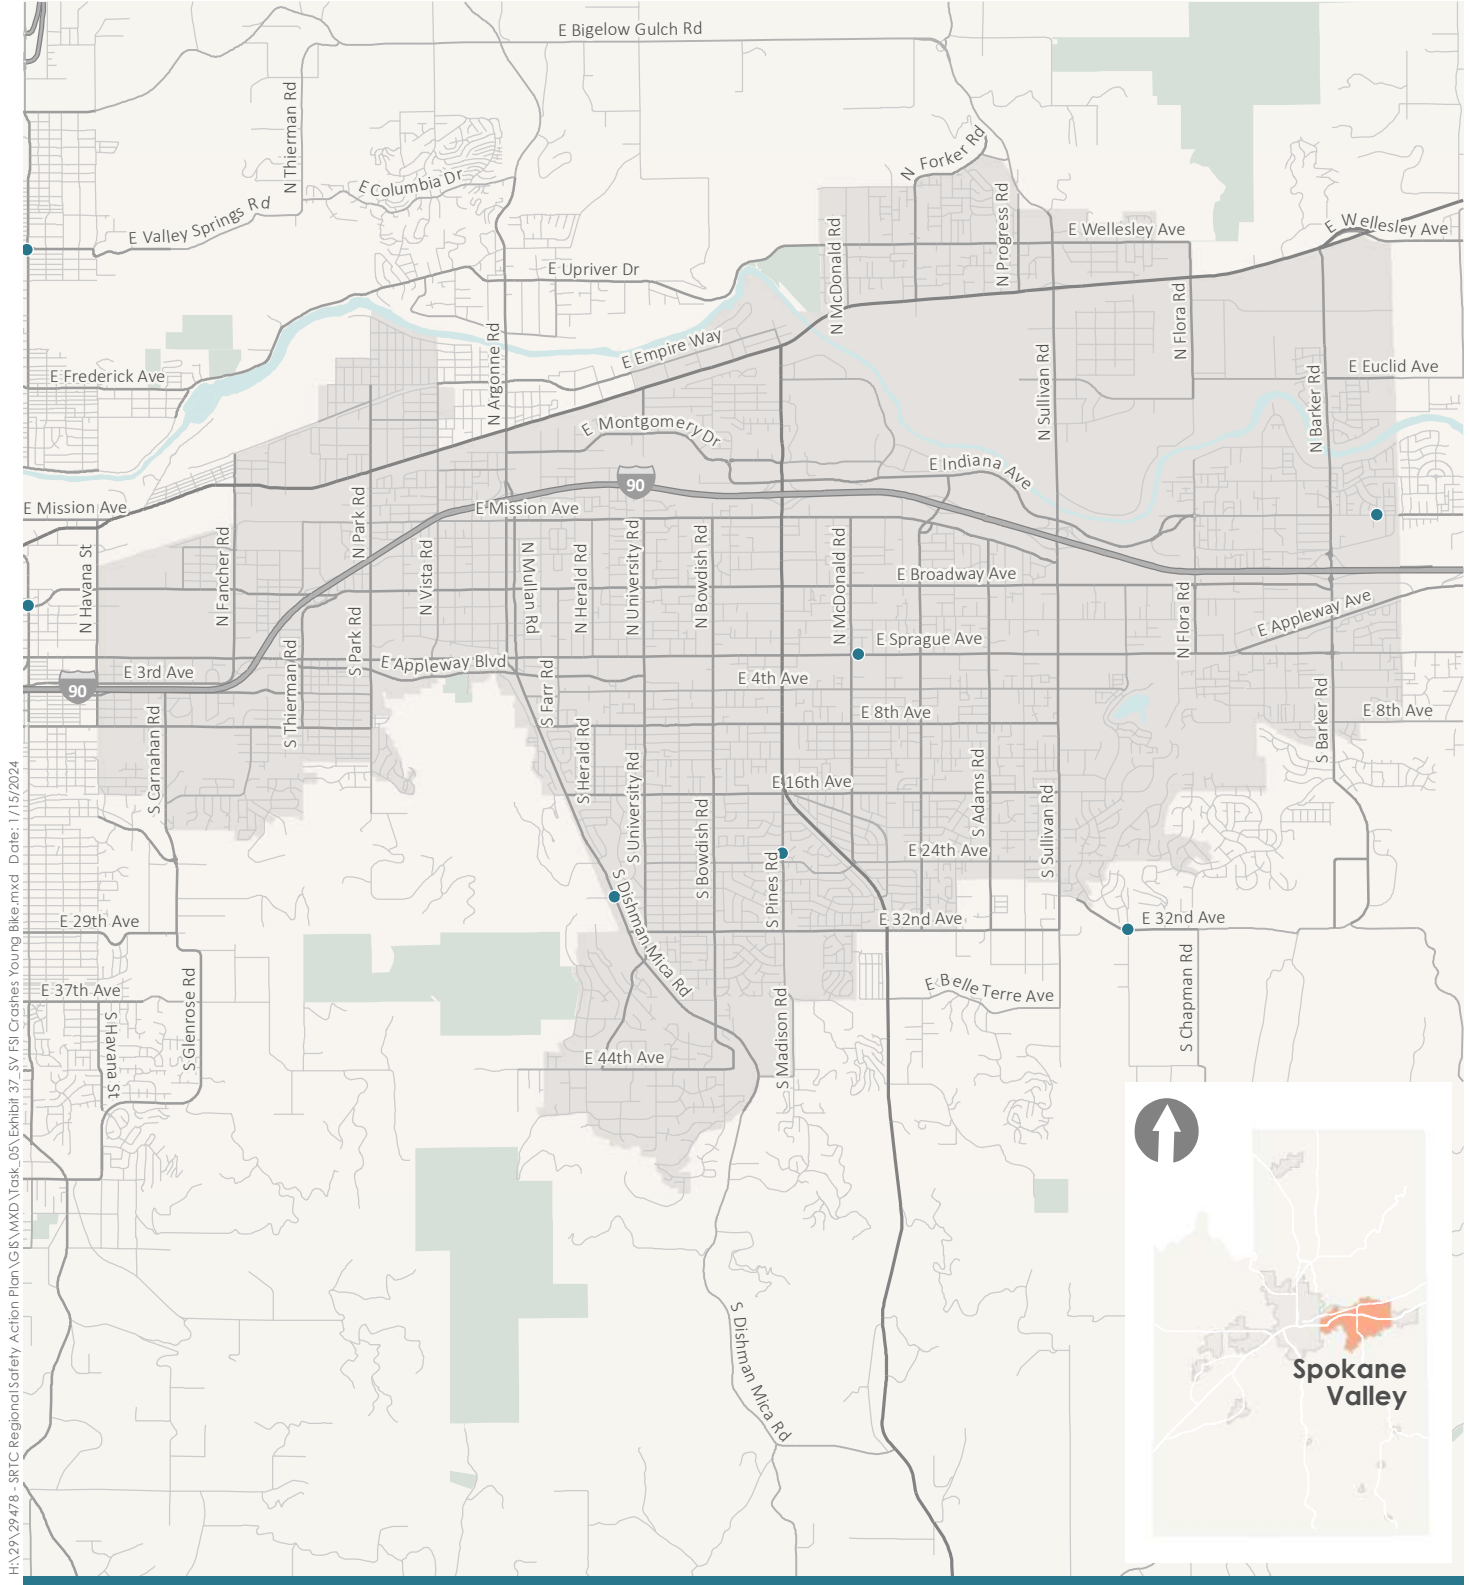 E Bigelow Gulch Rd
N Thierman Rd
N Forker Rd
E Columbia Dr
E Valley Springs Rd
N Progress Rd
N McDonald Rd
E Wellesley Ave
E Wellesley Ave
E Upriver Dr
N Flora Rd
N Argonne Rd
E Empire Way
N Sullivan Rd
E Euclid Ave
E Frederick Ave
N Barker Rd
E Montgomery Dr
E Indiana Ave
90
E Mission Ave
E Mission Ave
N Park Rd
N Havana St
N Fancher Rd
N Vista Rd
N Mullan Rd
N Herald Rd
N University Rd
N Bowdish Rd
N McDonald Rd
E Broadway Ave
N Flora Rd
E Appleway Ave
S Park Rd
E Sprague Ave
E 3rd Ave
S Thierman Rd
E Appleway Blvd
S Farr Rd
E 4th Ave
90
S Carnahan Rd
S Herald Rd
E 8th Ave
S Barker Rd
E 8th Ave
S University Rd
E 16th Ave
S Bowdish Rd
S Adams Rd
S Sullivan Rd
E 24th Ave
S Pines Rd
S Dishman Mica Rd
E 29th Ave
E 32nd Ave
E 32nd Ave
S Glenrose Rd
E 37th Ave
E Belle Terre Ave
S Chapman Rd
S Havana St
S Madison Rd
E 44th Ave
S Dishman Mica Rd
Spokane
Valley
H:\29\29478 - SRTC Regional Safety Action Plan\GIS\MXD\Task_05\Exhibit 37_SV FSI Crashes Young Bike.mxd Date: 1/15/2024